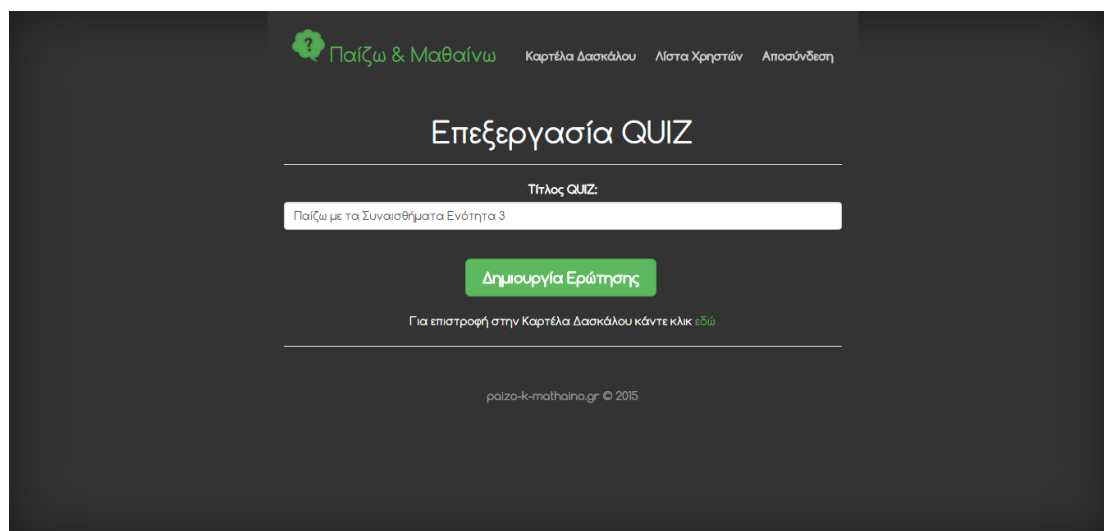 ?
Παίζω & Μαθαίνω Καρτέλα Δασκάλου Λίστα Χρηστών Αποσύνδεση
Επεξεργασία QUIZ
Τίτλος QUIZ:
Παίζω με τα Συναισθήματα Ενότητα 3
Δημιουργία Ερώτησης
Για επιστροφή στην Καρτέλα Δασκάλου κάντε κλικ εδώ
paizo-k-mathaino.gr © 2015